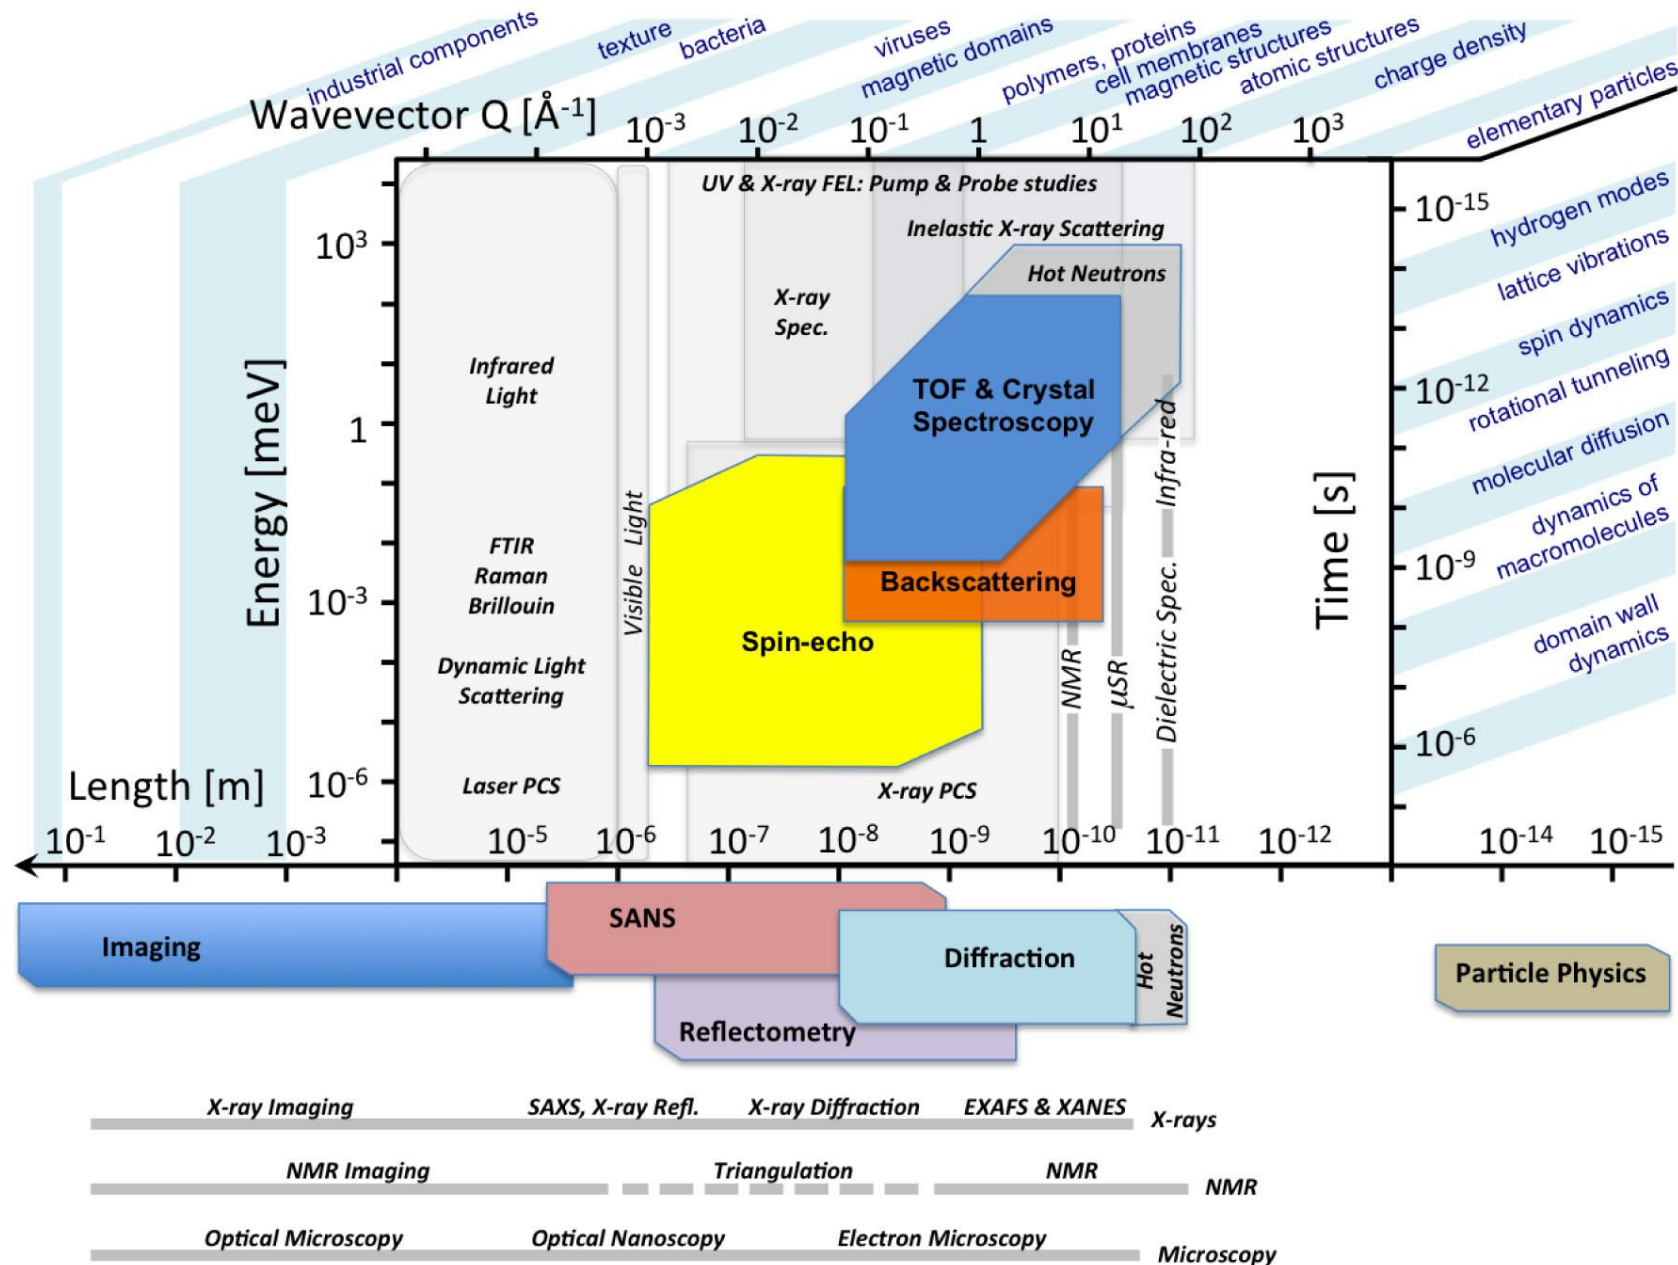 industrial components
texture
bacteria
viruses
magnetic domains
polymers, proteins
cell membranes
magnetic structures
atomic structures
charge density
elementary particles
Wavevector Q [Å-1]
10-3 10-2 10-1 1 101 102 103
UV & X-ray FEL: Pump & Probe studies
Inelastic X-ray Scattering
Hot Neutrons
X-ray
Spec.
Infrared
Light
TOF & Crystal
Spectroscopy
FTIR
Raman
Brillouin
Visible Light
Backscattering
Spin-echo
Dynamic Light
Scattering
Laser PCS
X-ray PCS
NMR
μSR
Dielectric Spec. Infra-red
Energy [meV]
103
1
10-3
10-6
Time [s]
10-15
10-12
10-9
10-6
hydrogen modes
lattice vibrations
spin dynamics
rotational tunneling
molecular diffusion
dynamics of
macromolecules
domain wall
dynamics
Length [m]
10-1 10-2 10-3 10-5 10-6 10-7 10-8 10-9 10-10 10-11 10-12 10-14 10-15
Imaging
SANS
Reflectometry
Diffraction
Hot
Neutrons
Particle Physics
X-ray Imaging SAXS, X-ray Refl. X-ray Diffraction EXAFS & XANES X-rays
NMR Imaging Triangulation NMR NMR
Optical Microscopy Optical Nanoscopy Electron Microscopy Microscopy